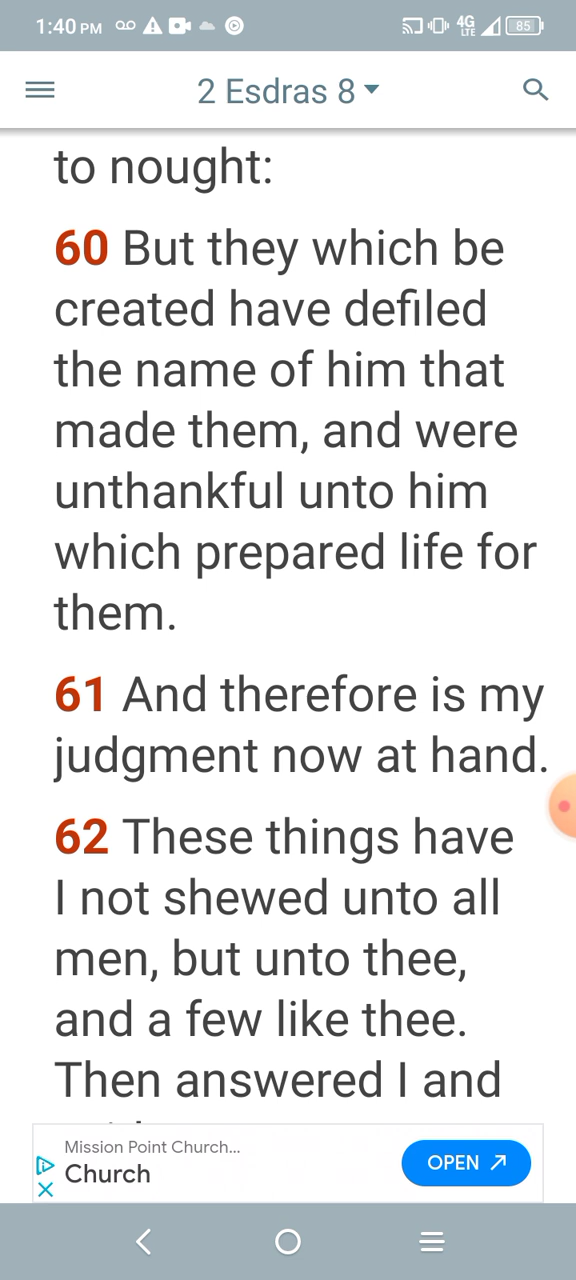 1:40 PM
4G
LTE
85
2 Esdras 8
to nought:
60 But they which be
created have defiled
the name of him that
made them, and were
unthankful unto him
which prepared life for
them.
61 And therefore is my
judgment now at hand.
62 These things have
I not shewed unto all
men, but unto thee,
and a few like thee.
Then answered I and
Mission Point Church...
Church
OPEN